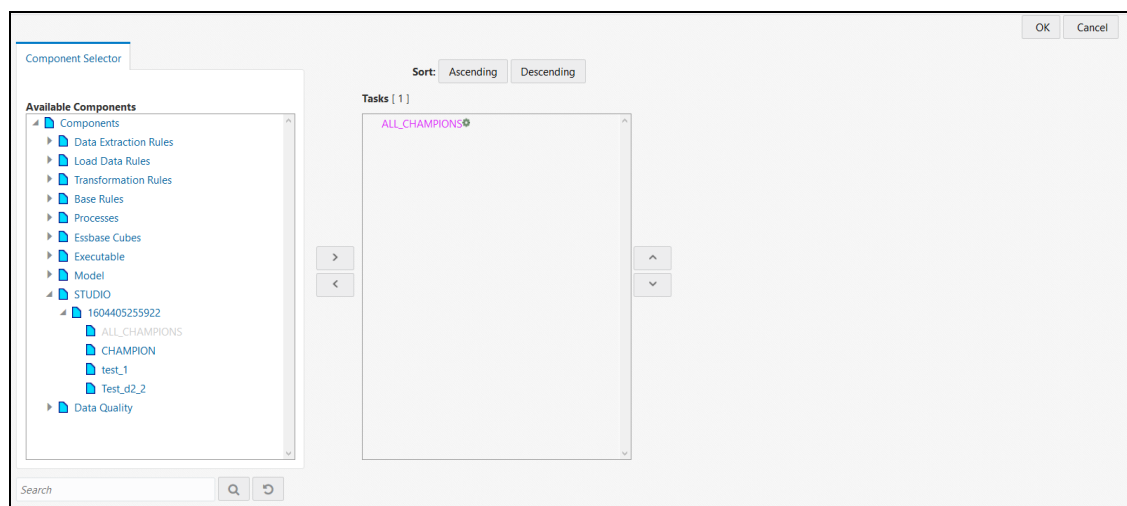 OK Cancel
Component Selector
Sort: Ascending Descending
Available Components
Tasks [ 1 ]
Components
Data Extraction Rules
Load Data Rules
Transformation Rules
Base Rules
Processes
Essbase Cubes
Executable
Model
STUDIO
1604405255922
ALL_CHAMPIONS
CHAMPION
test_1
Test_d2_2
Data Quality
ALL_CHAMPIONS
Search